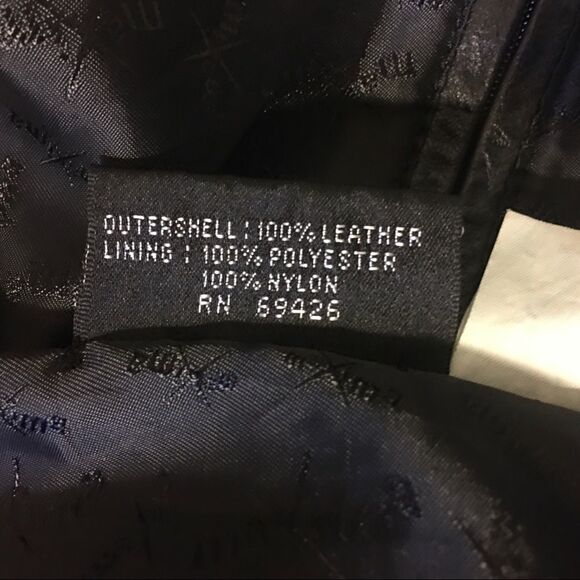 OUTERSHELL: 100% LEATHER
LINING: 100% POLYESTER
100% NYLON
RN 69426